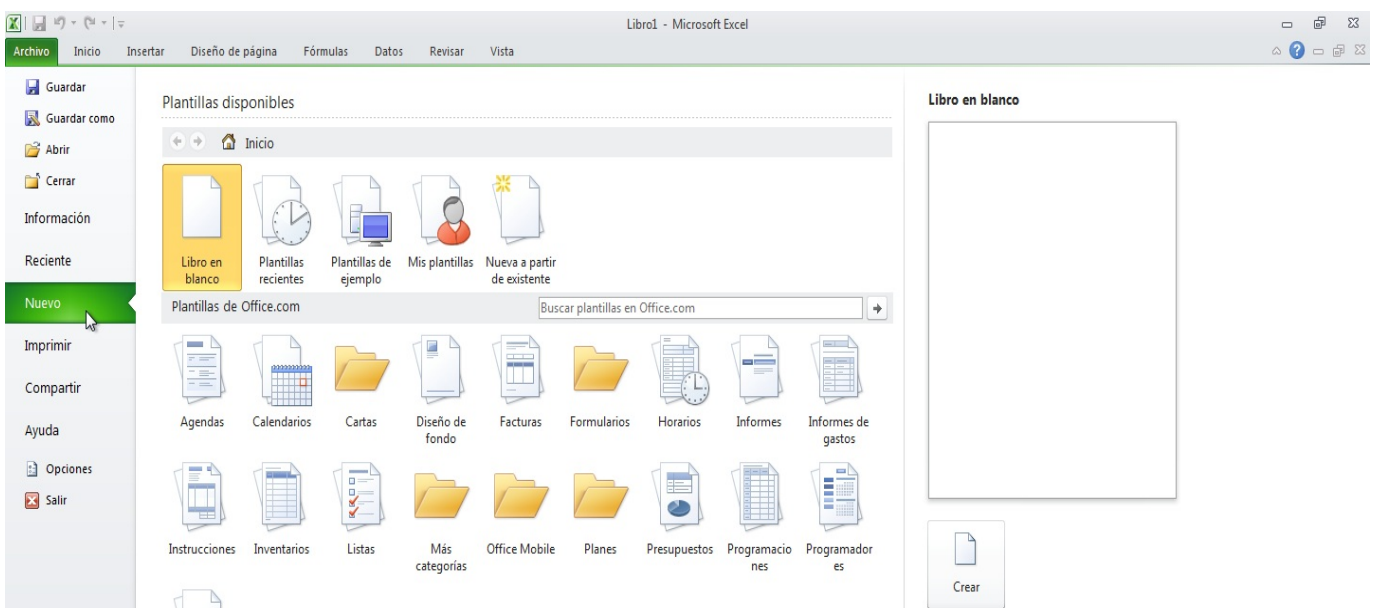 Libro1 - Microsoft Excel
Archivo Inicio Insertar Diseño de página Fórmulas Datos Revisar Vista
Guardar
Guardar como
Abrir
Cerrar
Información
Reciente
Nuevo
Imprimir
Compartir
Ayuda
Opciones
Salir
Plantillas disponibles
Inicio
Libro en
blanco
Plantillas
recientes
Plantillas de
ejemplo
Mis plantillas
Nueva a partir
de existente
Plantillas de Office.com
Buscar plantillas en Office.com
Agendas
Calendarios
Cartas
Diseño de
fondo
Facturas
Formularios
Horarios
Informes
Informes de
gastos
Instrucciones
Inventarios
Listas
Más
categorías
Office Mobile
Planes
Presupuestos
Programacio
nes
Programador
es
Libro en blanco
Crear